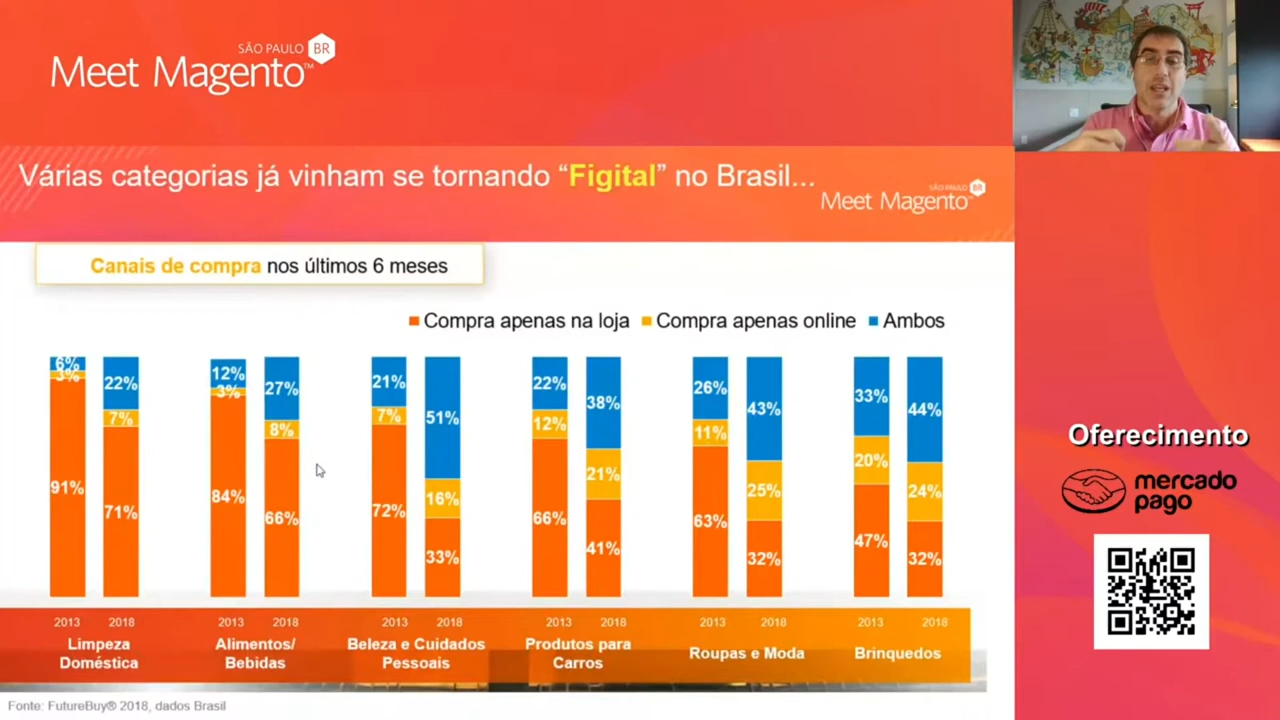 SÃO PAULO BR
Meet Magento™
Várias categorias já vinham se tornando “Figital” no Brasil...
SÃO PAULO BR
Meet Magento™
Canais de compra nos últimos 6 meses
Compra apenas na loja Compra apenas online Ambos
6% 3% 91%
22% 7% 71%
12% 3% 84%
27% 8% 66%
21% 7% 72%
51% 16% 33%
22% 12% 66%
38% 21% 41%
26% 11% 63%
43% 25% 32%
33% 20% 47%
44% 24% 32%
2013 2018 2013 2018 2013 2018 2013 2018 2013 2018 2013 2018
Limpeza
Doméstica
Alimentos/
Bebidas
Beleza e Cuidados
Pessoais
Produtos para
Carros
Roupas e Moda
Brinquedos
Fonte: FutureBuy® 2018, dados Brasil
Oferecimento
mercado
pago